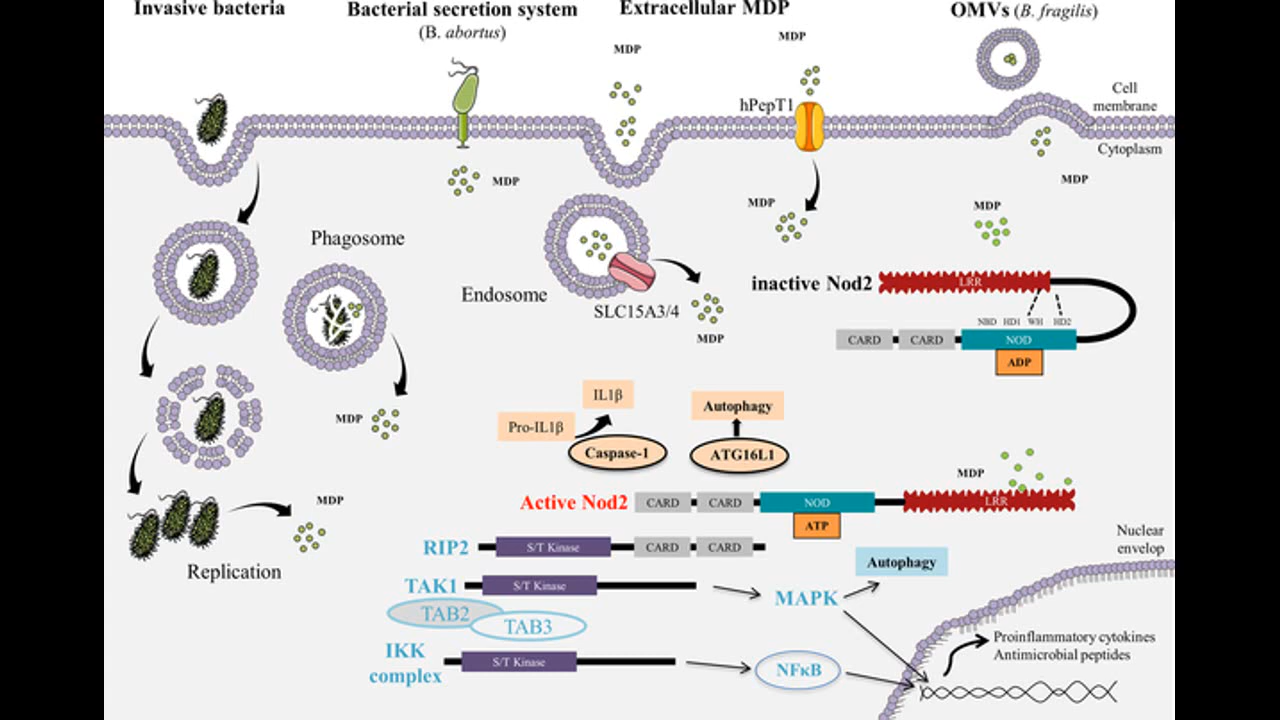 Invasive bacteria
Bacterial secretion system
(B. abortus)
Extracellular MDP
OMVs (B. fragilis)
MDP
MDP
hPepT1
Cell
membrane
Cytoplasm
MDP
MDP
MDP
MDP
Phagosome
Endosome
SLC15A3/4
MDP
inactive Nod2
LRR
NBD HD1 WH HD2
CARD CARD NOD
ADP
MDP
IL1β
Pro-IL1β
Caspase-1
Autophagy
ATG16L1
MDP
Active Nod2 CARD CARD NOD LRR
ATP
MDP
Replication
RIP2 S/T Kinase CARD CARD
TAK1 S/T Kinase
TAB2
TAB3
MAPK
Autophagy
IKK
complex
S/T Kinase
NFκB
Nuclear
envelop
Proinflammatory cytokines
Antimicrobial peptides